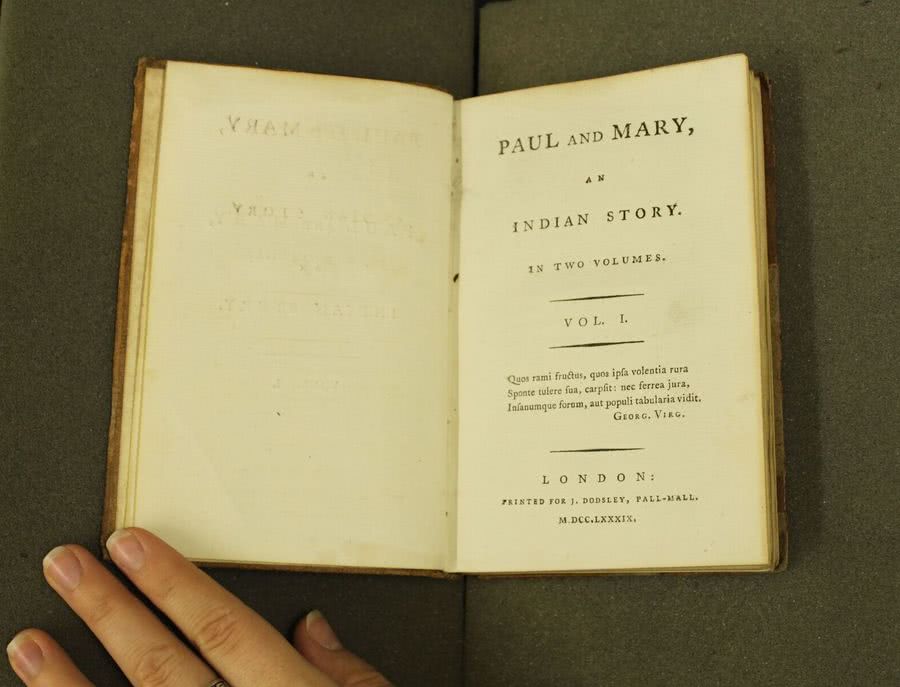 PAUL AND MARY,
AN
INDIAN STORY.
IN TWO VOLUMES.
VOL. I.
Quos rami fructus, quos ipſa volentia rura
Sponte tulere ſua, carpſit: nec ferrea jura,
Inſanumque forum, aut populi tabularia vidit.
GEORG. VIRG.
LONDON:
PRINTED FOR J. DODSLEY, PALL-MALL.
M.DCC.LXXXIX.